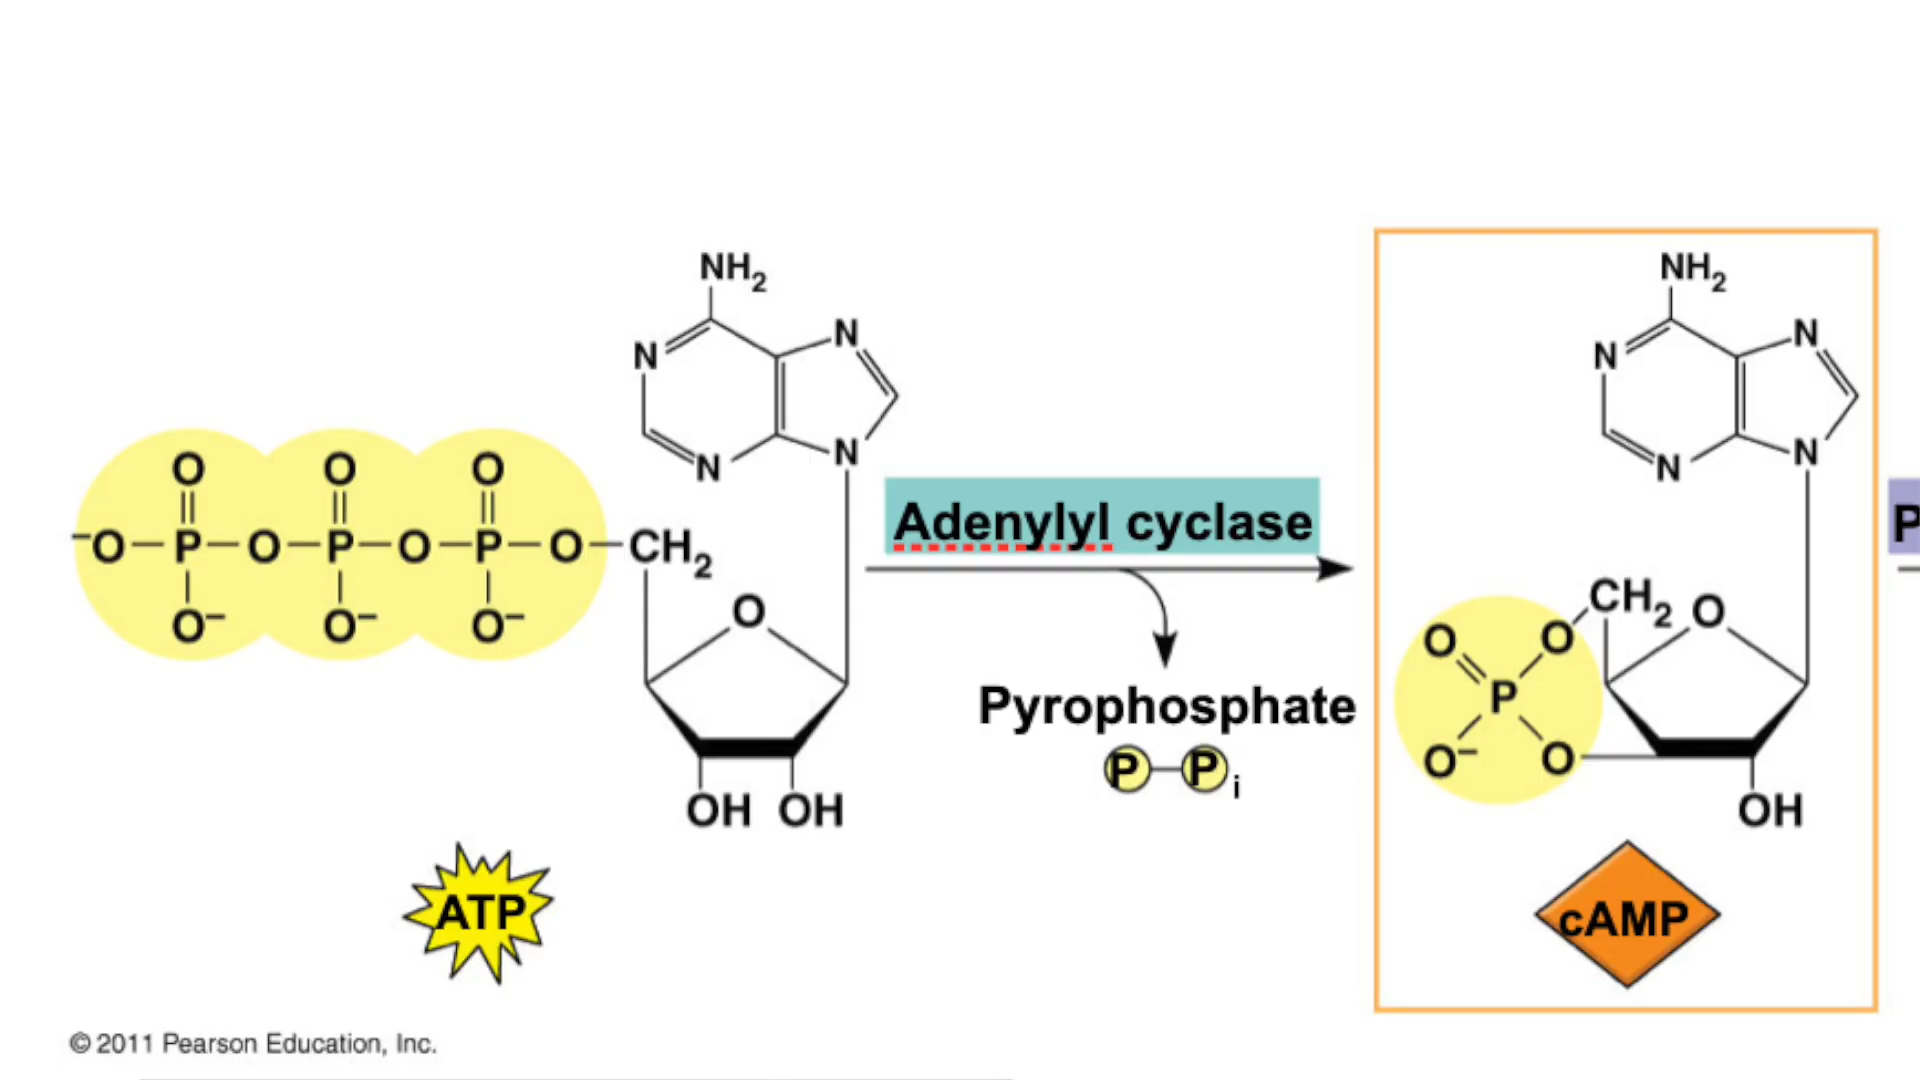 NH2
N
N
N
N
O
O
O
⁻O—P—O—P—O—P—O—CH2
O⁻
O⁻
O⁻
O
OH OH
ATP
Adenylyl cyclase
Pyrophosphate
P—P i
NH2
N
N
N
N
CH2
O
O
O
P
O⁻
O
OH
cAMP
P
© 2011 Pearson Education, Inc.